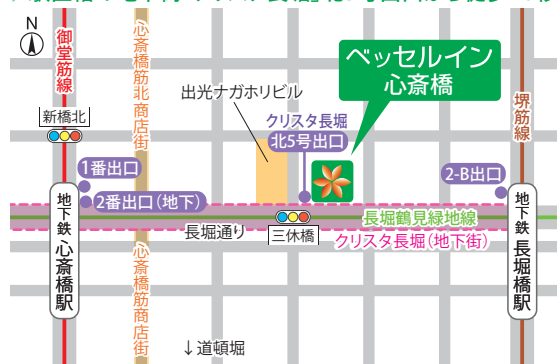 N
御堂筋線
新橋北
心斎橋筋北商店街
出光ナガホリビル
クリスタ長堀
北5号出口
ベッセルイン
心斎橋
堺筋線
1番出口
2番出口(地下)
2-B出口
地下鉄 心斎橋駅
長堀通り
三休橋
長堀鶴見緑地線
クリスタ長堀(地下街)
地下鉄 長堀橋駅
心斎橋筋商店街
↓道頓堀